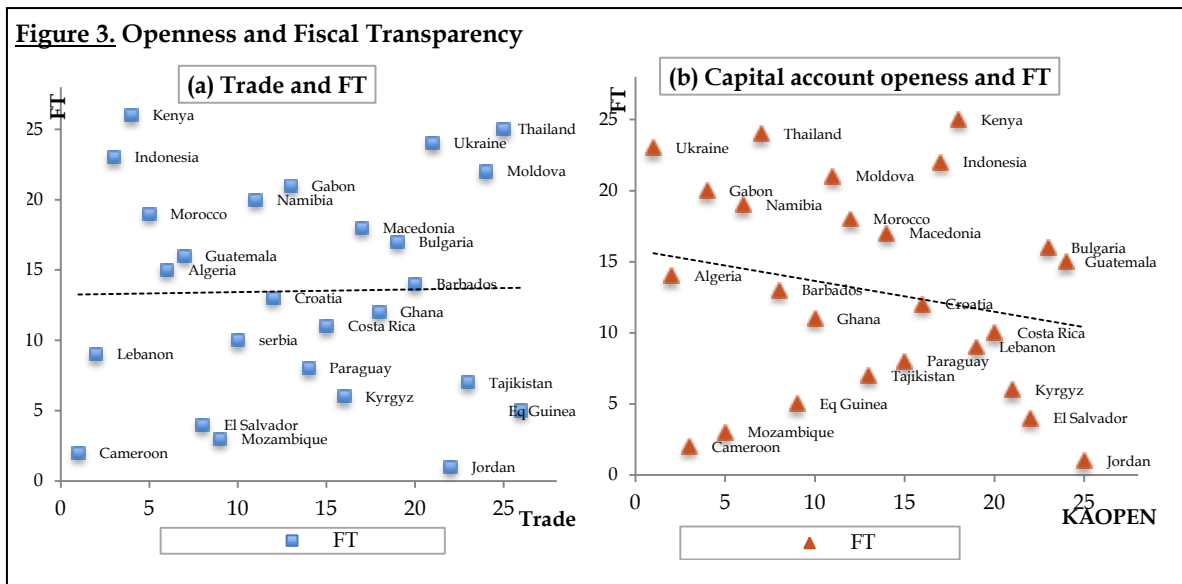 Figure 3. Openness and Fiscal Transparency
(a) Trade and FT
FT
25
20
15
10
5
0
Kenya
Thailand
Ukraine
Indonesia
Moldova
Gabon
Namibia
Morocco
Macedonia
Bulgaria
Guatemala
Algeria
Barbados
Croatia
Ghana
Costa Rica
serbia
Lebanon
Paraguay
Tajikistan
Kyrgyz
Eq Guinea
El Salvador
Mozambique
Cameroon
Jordan
0 5 10 15 20 25
Trade
FT
(b) Capital account openess and FT
FT
25
20
15
10
5
0
Kenya
Thailand
Ukraine
Indonesia
Moldova
Gabon
Namibia
Morocco
Macedonia
Bulgaria
Guatemala
Algeria
Barbados
Croatia
Ghana
Costa Rica
Lebanon
Paraguay
Tajikistan
Kyrgyz
Eq Guinea
El Salvador
Mozambique
Cameroon
Jordan
0 5 10 15 20 25
KAOPEN
FT